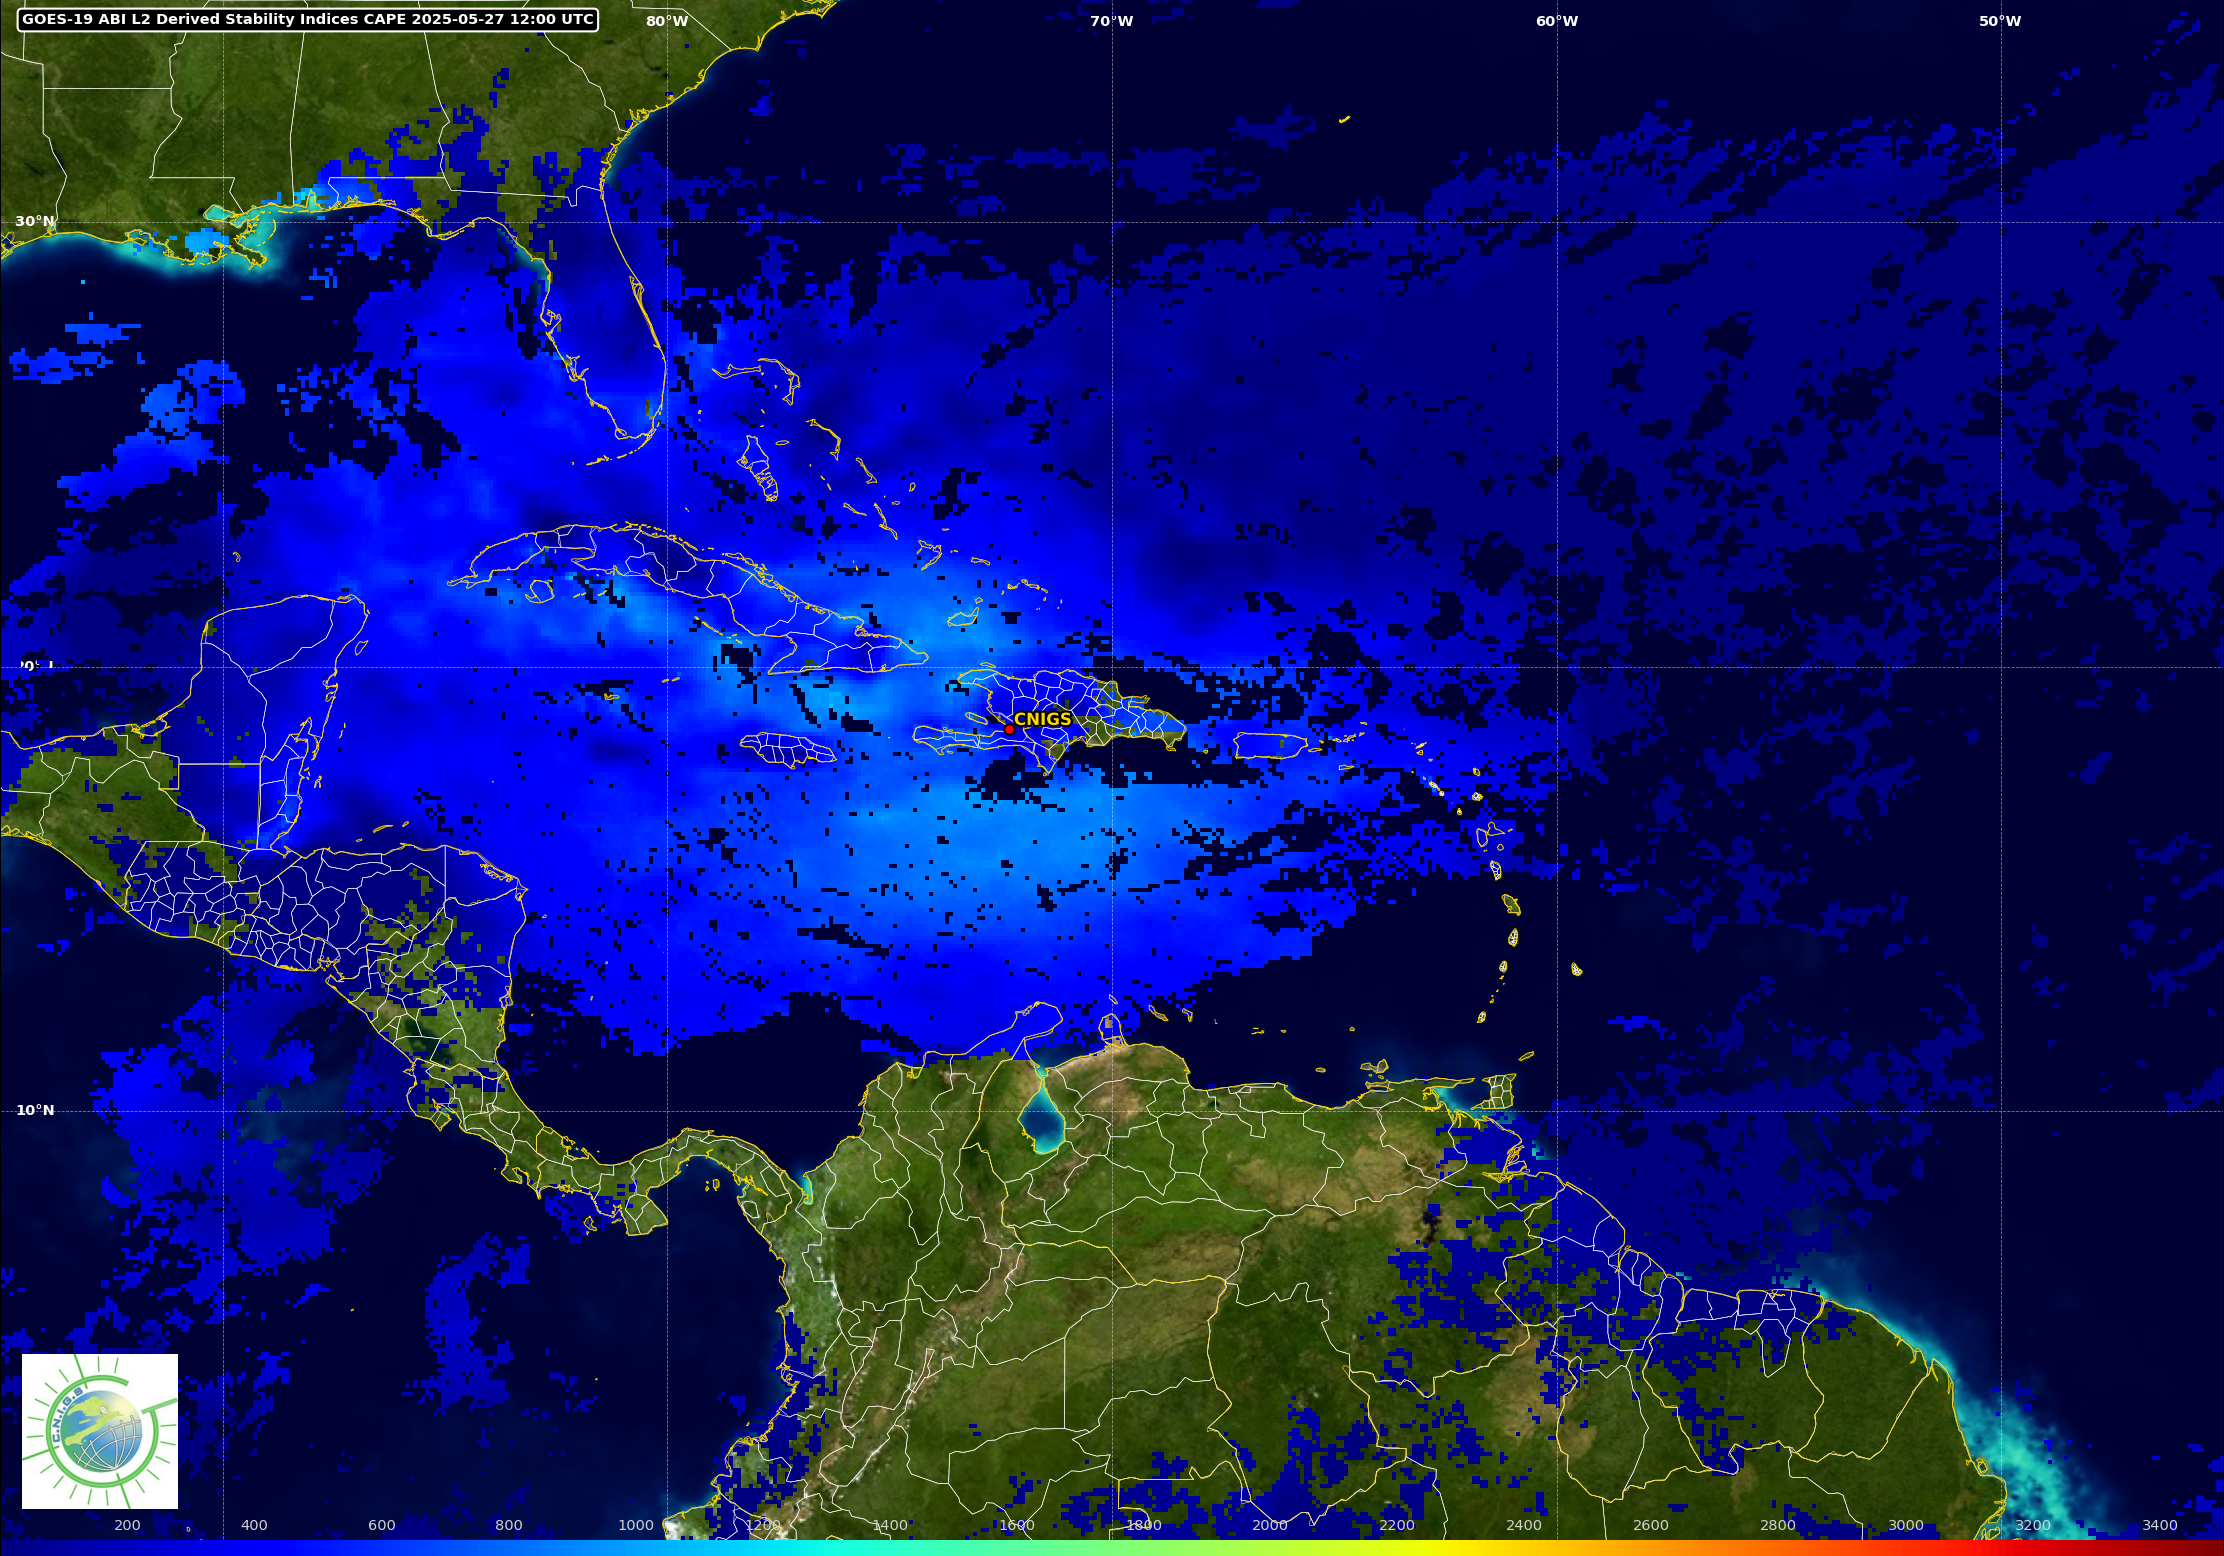 GOES-19 ABI L2 Derived Stability Indices CAPE 2025-05-27 12:00 UTC
80°W 70°W 60°W 50°W
30°N
CNIGS
10°N
C.N.I.G.S
200 400 600 800 1000 1200 1400 1600 1800 2000 2200 2400 2600 2800 3000 3200 3400